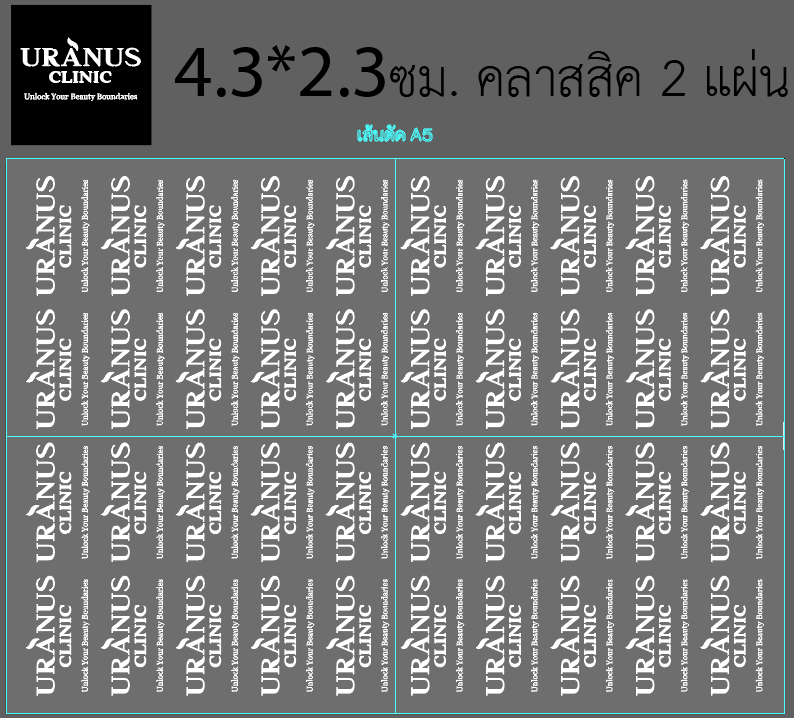 URANUS
CLINIC
Unlock Your Beauty Boundaries
4.3*2.3ซม. คลาสสิค 2 แผ่น
เส้นตัด A5
URANUS
CLINIC
Unlock Your Beauty Boundaries
URANUS
CLINIC
Unlock Your Beauty Boundaries
URANUS
CLINIC
Unlock Your Beauty Boundaries
URANUS
CLINIC
Unlock Your Beauty Boundaries
URANUS
CLINIC
Unlock Your Beauty Boundaries
URANUS
CLINIC
Unlock Your Beauty Boundaries
URANUS
CLINIC
Unlock Your Beauty Boundaries
URANUS
CLINIC
Unlock Your Beauty Boundaries
URANUS
CLINIC
Unlock Your Beauty Boundaries
URANUS
CLINIC
Unlock Your Beauty Boundaries
URANUS
CLINIC
Unlock Your Beauty Boundaries
URANUS
CLINIC
Unlock Your Beauty Boundaries
URANUS
CLINIC
Unlock Your Beauty Boundaries
URANUS
CLINIC
Unlock Your Beauty Boundaries
URANUS
CLINIC
Unlock Your Beauty Boundaries
URANUS
CLINIC
Unlock Your Beauty Boundaries
URANUS
CLINIC
Unlock Your Beauty Boundaries
URANUS
CLINIC
Unlock Your Beauty Boundaries
URANUS
CLINIC
Unlock Your Beauty Boundaries
URANUS
CLINIC
Unlock Your Beauty Boundaries
URANUS
CLINIC
Unlock Your Beauty Boundaries
URANUS
CLINIC
Unlock Your Beauty Boundaries
URANUS
CLINIC
Unlock Your Beauty Boundaries
URANUS
CLINIC
Unlock Your Beauty Boundaries
URANUS
CLINIC
Unlock Your Beauty Boundaries
URANUS
CLINIC
Unlock Your Beauty Boundaries
URANUS
CLINIC
Unlock Your Beauty Boundaries
URANUS
CLINIC
Unlock Your Beauty Boundaries
URANUS
CLINIC
Unlock Your Beauty Boundaries
URANUS
CLINIC
Unlock Your Beauty Boundaries
URANUS
CLINIC
Unlock Your Beauty Boundaries
URANUS
CLINIC
Unlock Your Beauty Boundaries
URANUS
CLINIC
Unlock Your Beauty Boundaries
URANUS
CLINIC
Unlock Your Beauty Boundaries
URANUS
CLINIC
Unlock Your Beauty Boundaries
URANUS
CLINIC
Unlock Your Beauty Boundaries
URANUS
CLINIC
Unlock Your Beauty Boundaries
URANUS
CLINIC
Unlock Your Beauty Boundaries
URANUS
CLINIC
Unlock Your Beauty Boundaries
URANUS
CLINIC
Unlock Your Beauty Boundaries